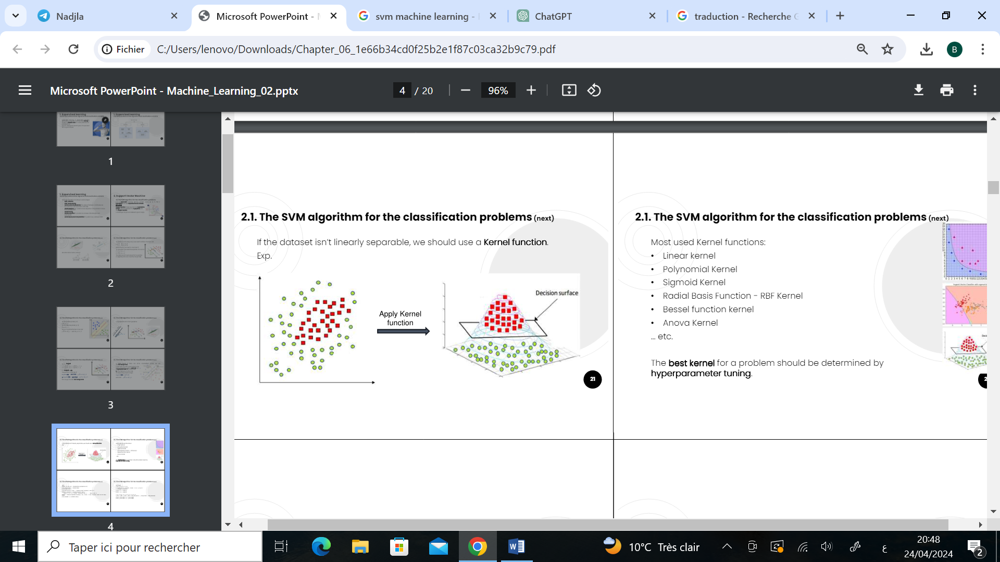 Nadjla
Microsoft PowerPoint -
svm machine learning -
ChatGPT
traduction - Recherche
Fichier
C:/Users/lenovo/Downloads/Chapter_06_1e66b34cd0f25b2e1f87c03ca32b9c79.pdf
B
Microsoft PowerPoint - Machine_Learning_02.pptx
4 / 20
96%
1
2
3
4
2.1. The SVM algorithm for the classification problems (next)
If the dataset isn't linearly separable, we should use a Kernel function.
Exp.
Apply Kernel
function
Decision surface
21
2.1. The SVM algorithm for the classification problems (next)
Most used Kernel functions:
• Linear kernel
• Polynomial Kernel
• Sigmoid Kernel
• Radial Basis Function - RBF Kernel
• Bessel function kernel
• Anova Kernel
... etc.
The best kernel for a problem should be determined by
hyperparameter tuning.
Taper ici pour rechercher
10°C Très clair
ع
20:48
24/04/2024
2